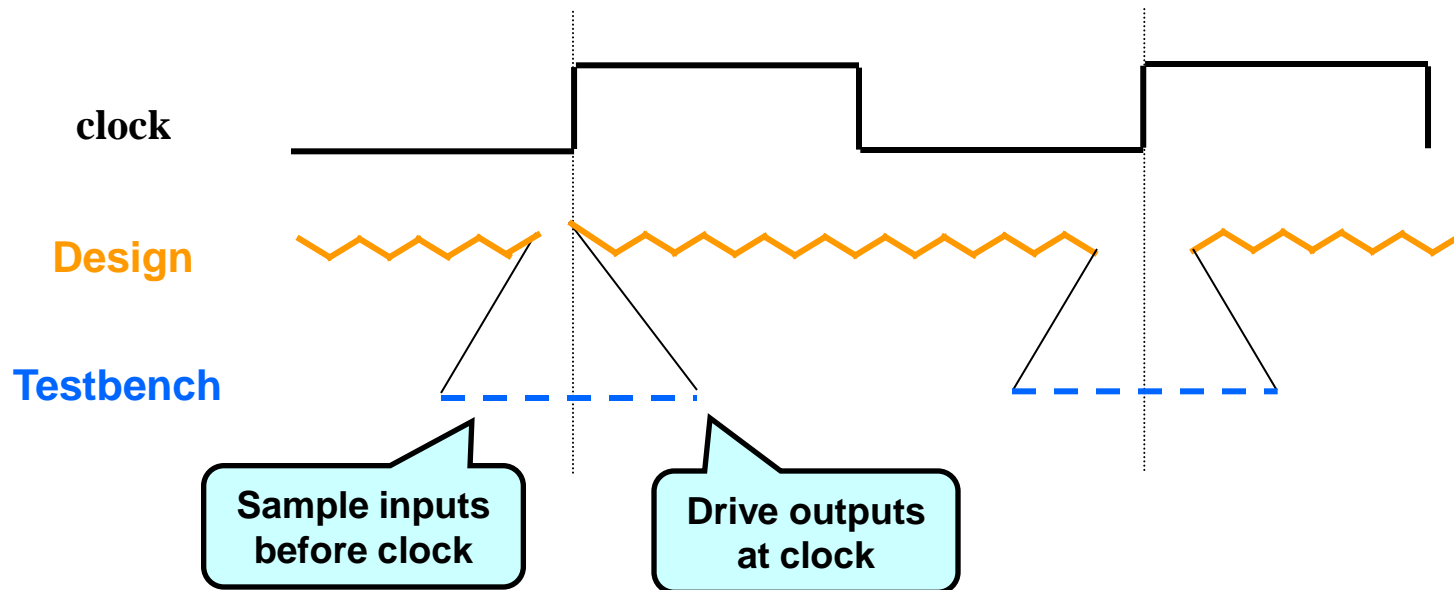 clock
Design
Testbench
Sample inputs
before clock
Drive outputs
at clock